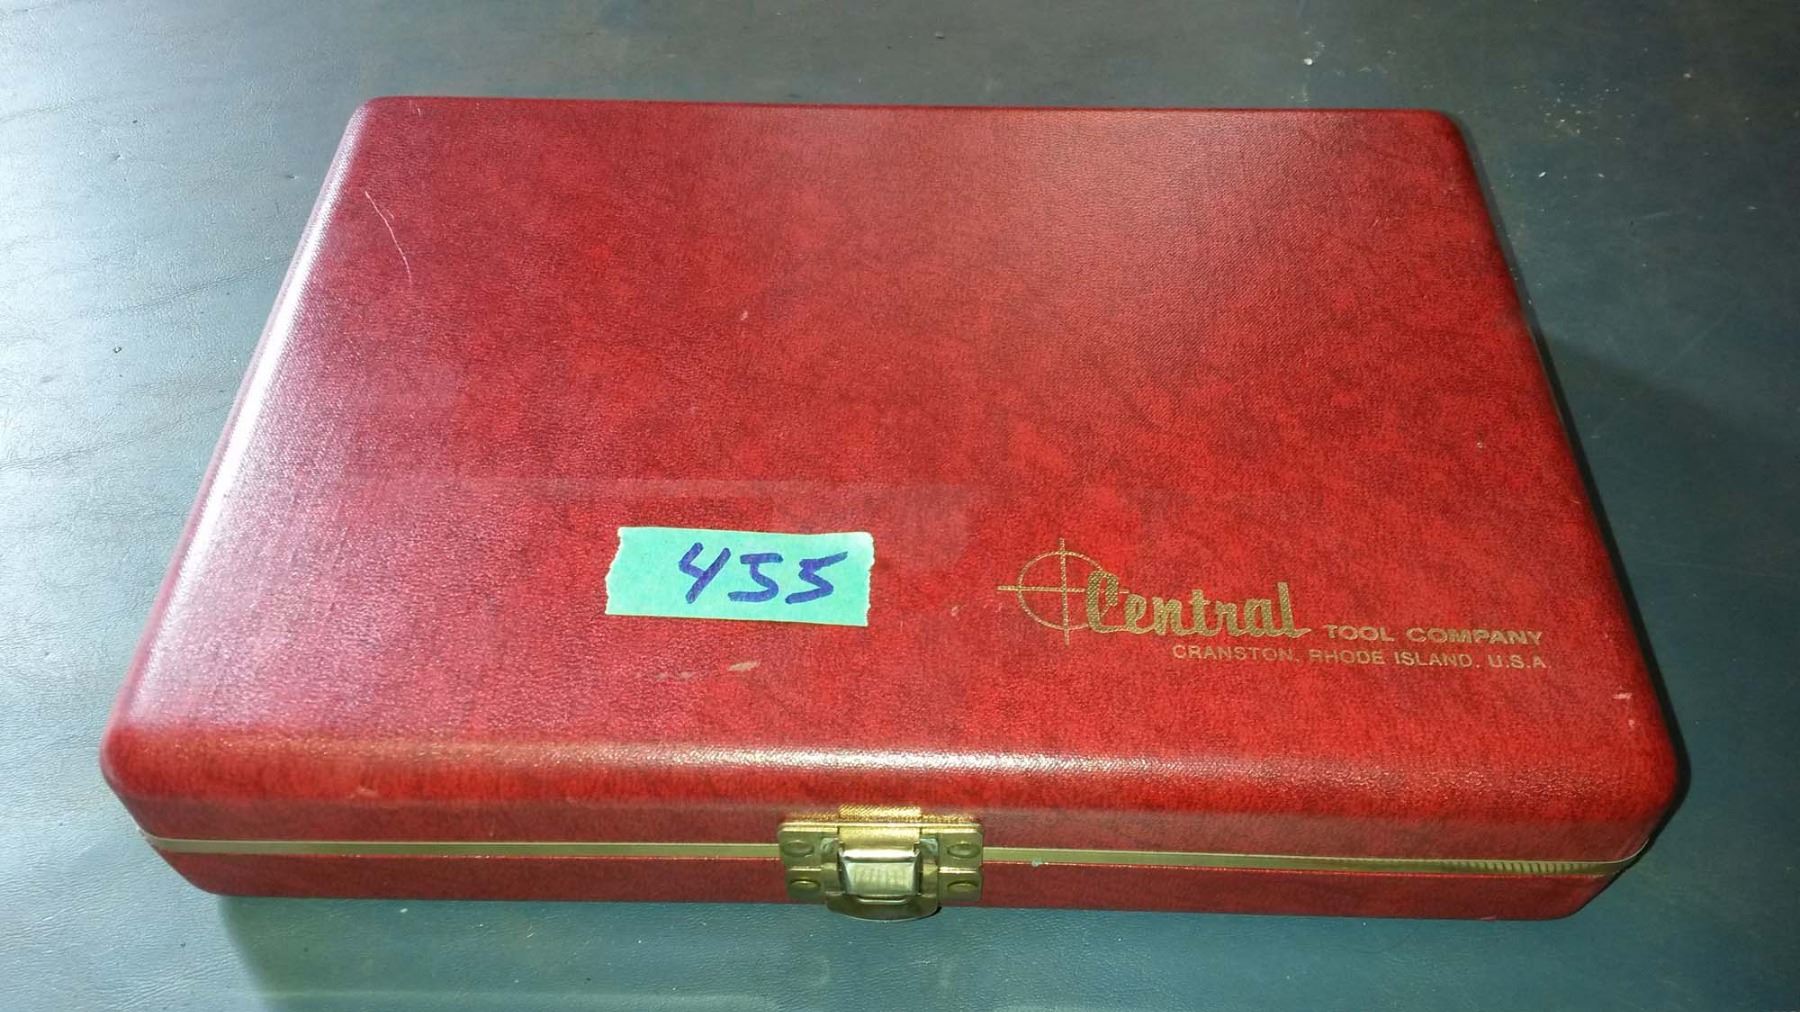 455
Central TOOL COMPANY
CRANSTON, RHODE ISLAND, U.S.A